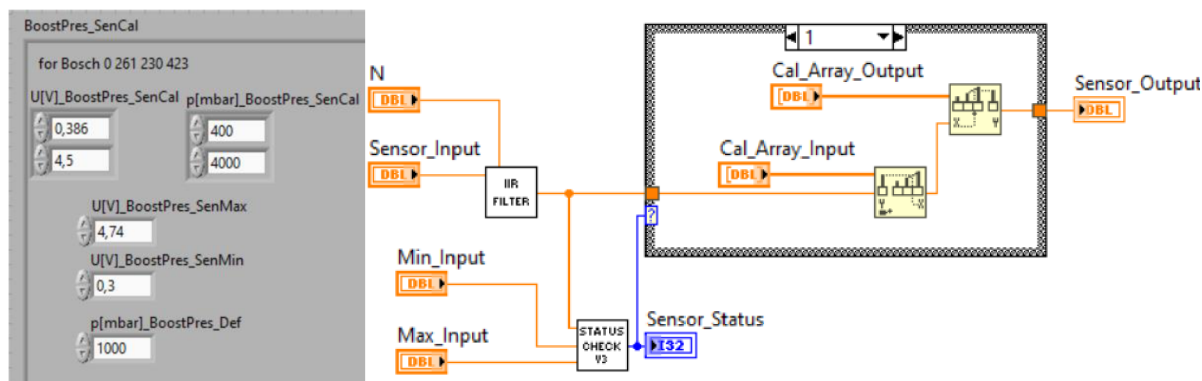 BoostPres_SenCal
for Bosch 0 261 230 423
U[V]_BoostPres_SenCal
p[mbar]_BoostPres_SenCal
0,386
400
4,5
4000
U[V]_BoostPres_SenMax
4,74
U[V]_BoostPres_SenMin
0,3
p[mbar]_BoostPres_Def
1000
N
DBL
Sensor_Input
DBL
IIR
FILTER
Min_Input
DBL
Max_Input
DBL
STATUS
CHECK
V3
Sensor_Status
I32
1
Cal_Array_Output
[DBL]
X
Y
Cal_Array_Input
[DBL]
Y
X
?
Sensor_Output
DBL